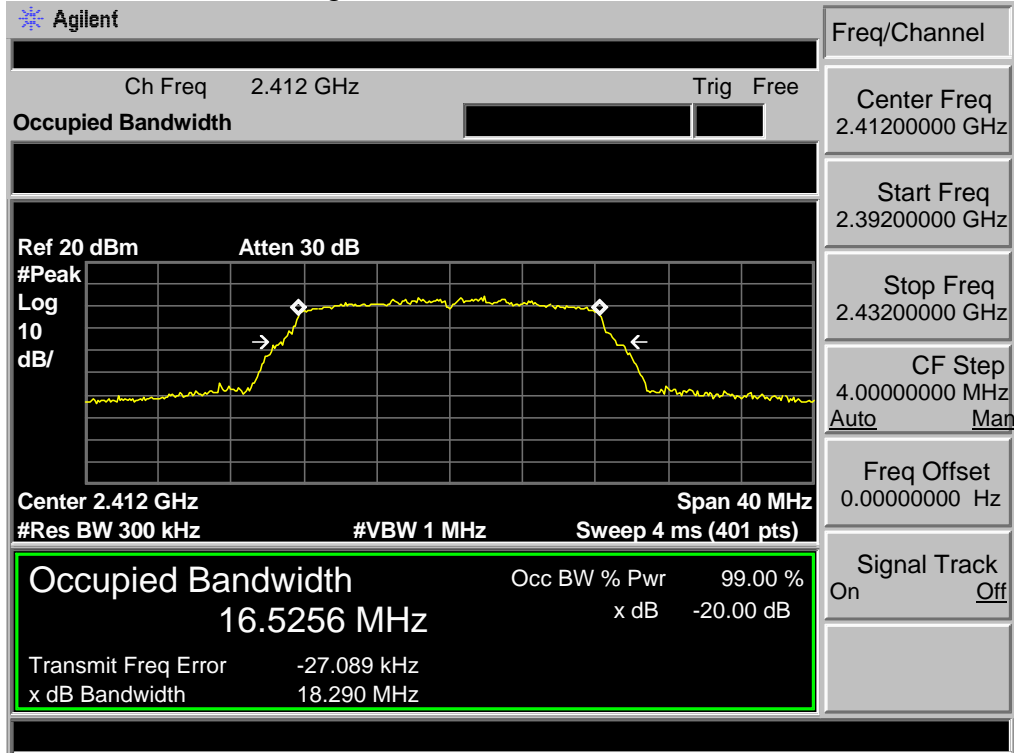 Agilent
Freq/Channel
Ch Freq 2.412 GHz Trig Free
Occupied Bandwidth
Center Freq
2.41200000 GHz
Start Freq
2.39200000 GHz
Stop Freq
2.43200000 GHz
CF Step
4.00000000 MHz
Auto Man
Freq Offset
0.00000000 Hz
Signal Track
On Off
Ref 20 dBm Atten 30 dB
#Peak
Log
10
dB/
Center 2.412 GHz Span 40 MHz
#Res BW 300 kHz #VBW 1 MHz Sweep 4 ms (401 pts)
Occupied Bandwidth Occ BW % Pwr 99.00 %
16.5256 MHz x dB -20.00 dB
Transmit Freq Error -27.089 kHz
x dB Bandwidth 18.290 MHz